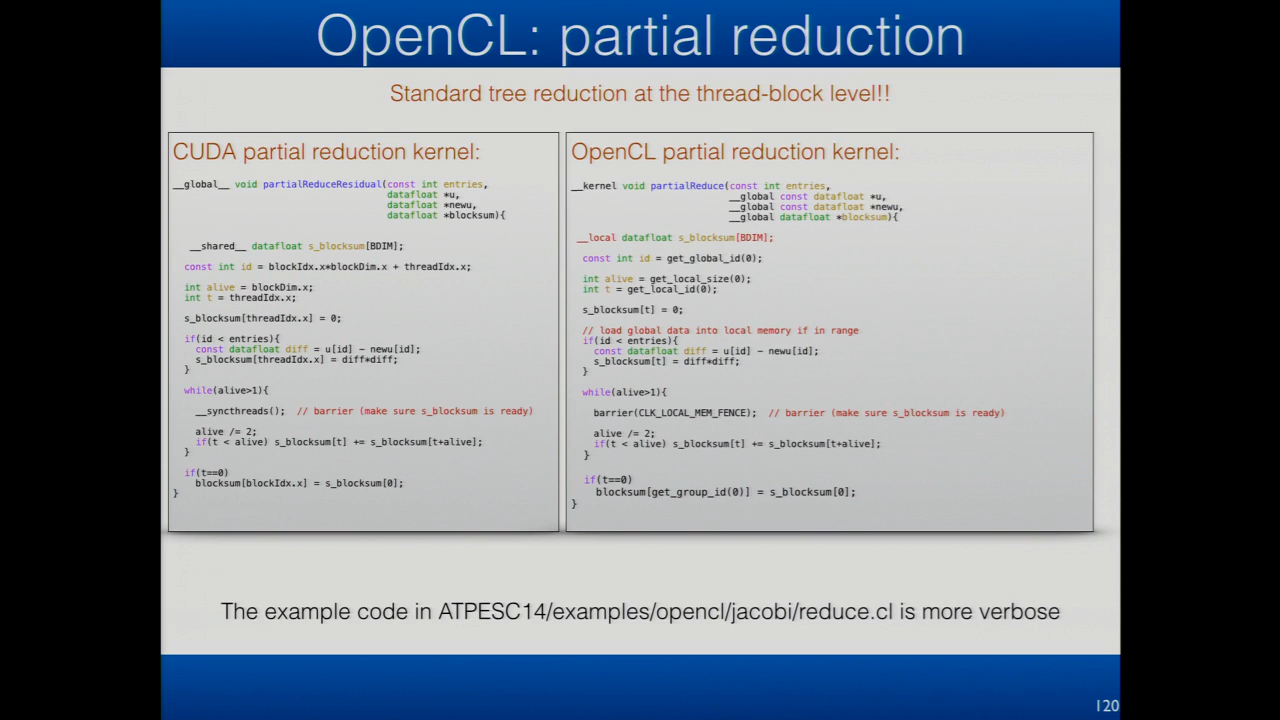 OpenCL: partial reduction
Standard tree reduction at the thread-block level!!
CUDA partial reduction kernel:
__global__ void partialReduceResidual(const int entries,
datafloat *u,
datafloat *newu,
datafloat *blocksum){
__shared__ datafloat s_blocksum[BDIM];
const int id = blockIdx.x*blockDim.x + threadIdx.x;
int alive = blockDim.x;
int t = threadIdx.x;
s_blocksum[threadIdx.x] = 0;
if(id < entries){
const datafloat diff = u[id] - newu[id];
s_blocksum[threadIdx.x] = diff*diff;
}
while(alive>1){
__syncthreads();  // barrier (make sure s_blocksum is ready)
alive /= 2;
if(t < alive) s_blocksum[t] += s_blocksum[t+alive];
}
if(t==0)
blocksum[blockIdx.x] = s_blocksum[0];
}
OpenCL partial reduction kernel:
__kernel void partialReduce(const int entries,
__global const datafloat *u,
__global const datafloat *newu,
__global datafloat *blocksum){
__local datafloat s_blocksum[BDIM];
const int id = get_global_id(0);
int alive = get_local_size(0);
int t = get_local_id(0);
s_blocksum[t] = 0;
// load global data into local memory if in range
if(id < entries){
const datafloat diff = u[id] - newu[id];
s_blocksum[t] = diff*diff;
}
while(alive>1){
barrier(CLK_LOCAL_MEM_FENCE);  // barrier (make sure s_blocksum is ready)
alive /= 2;
if(t < alive) s_blocksum[t] += s_blocksum[t+alive];
}
if(t==0)
blocksum[get_group_id(0)] = s_blocksum[0];
}
The example code in ATPESC14/examples/opencl/jacobi/reduce.cl is more verbose
120